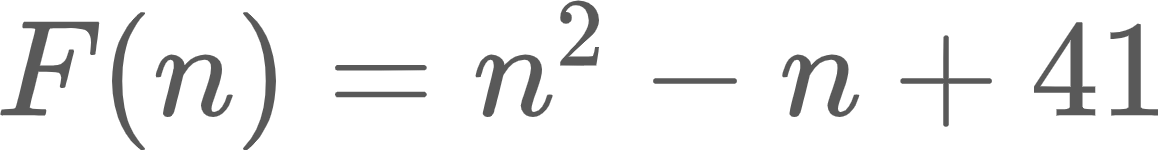 F(n) = n² − n + 41